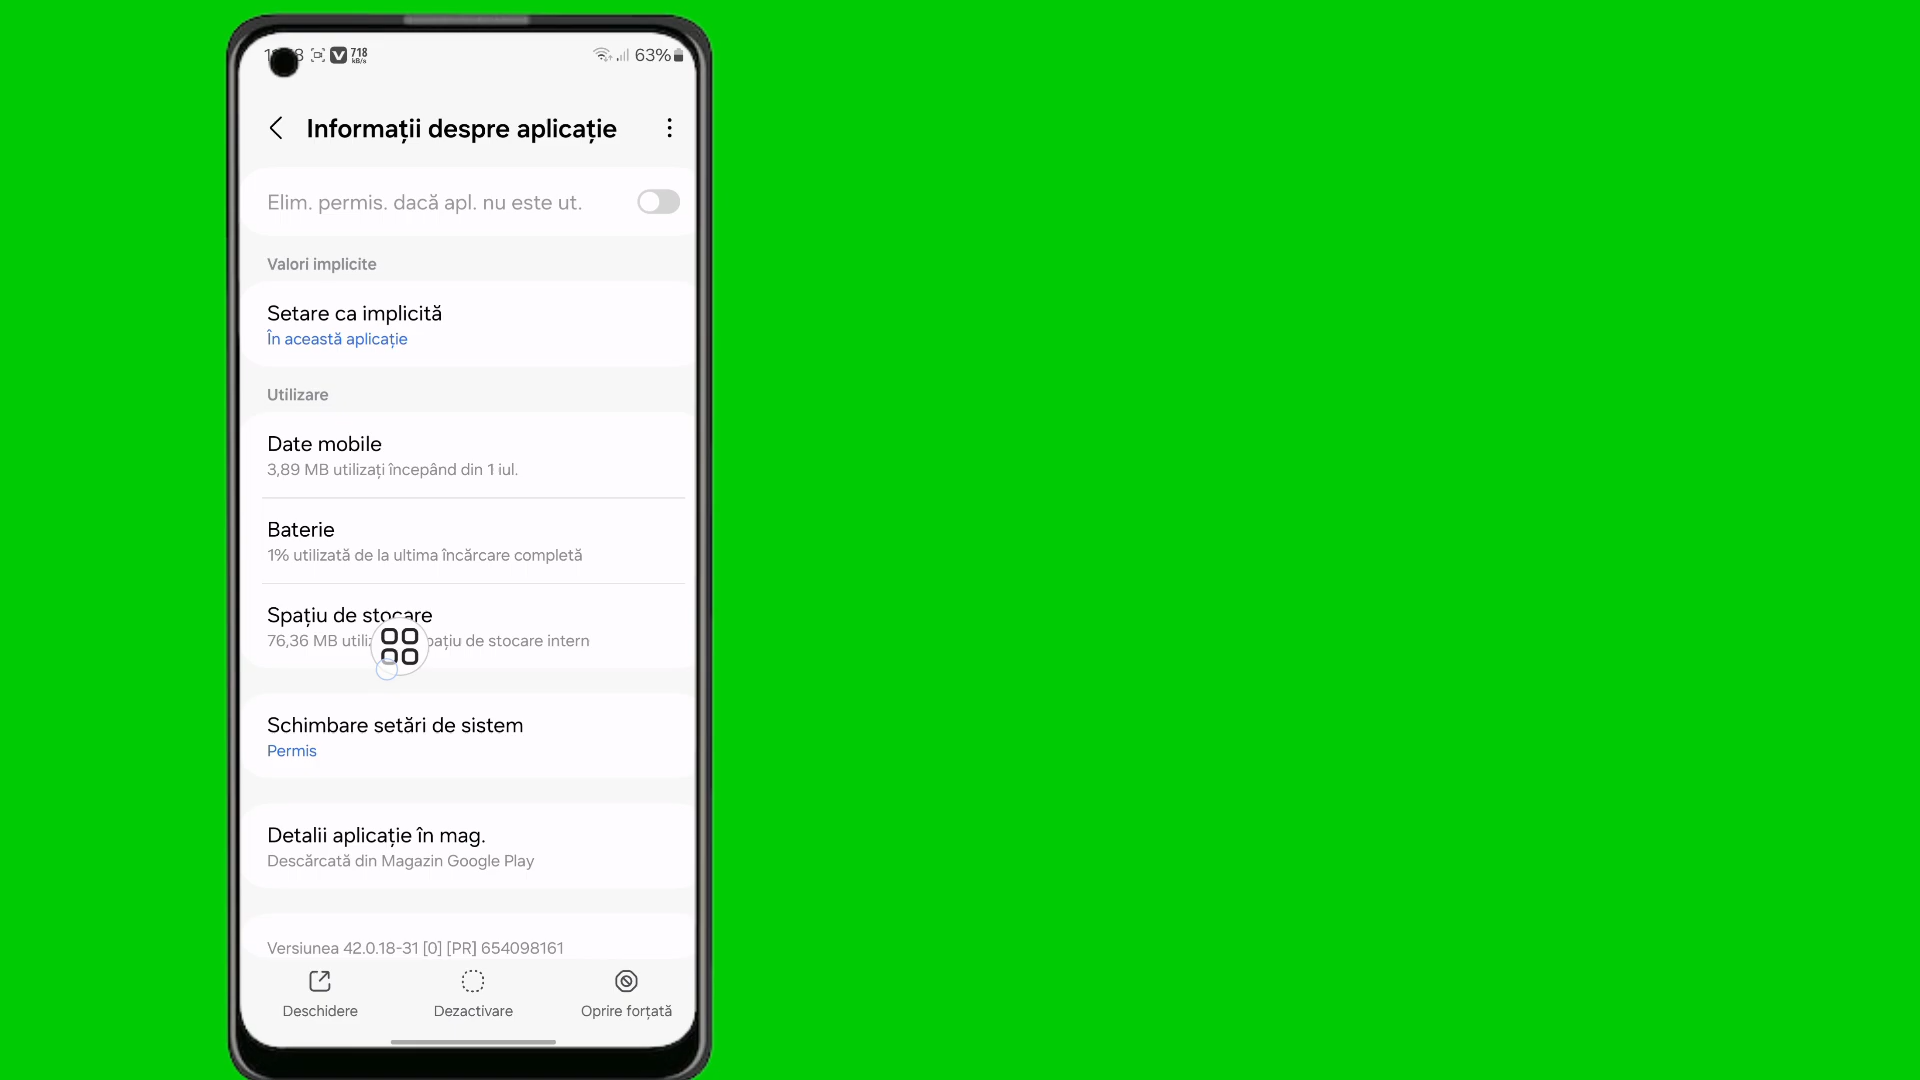 718
kB/s
63%
Informații despre aplicație
Elim. permis. dacă apl. nu este ut.
Valori implicite
Setare ca implicită
În această aplicație
Utilizare
Date mobile
3,89 MB utilizați începând din 1 iul.
Baterie
1% utilizată de la ultima încărcare completă
Spațiu de stocare
76,36 MB de stocare intern
Schimbare setări de sistem
Permis
Detalii aplicație în mag.
Descărcată din Magazin Google Play
Versiunea 42.0.18-31 [0] [PR] 654098161
Deschidere
Dezactivare
Oprire forțată